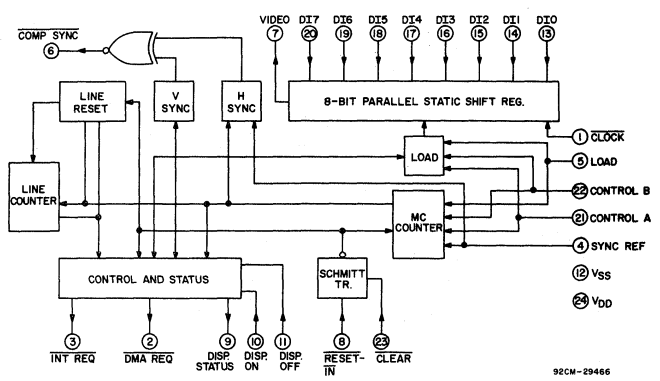 COMP SYNC
6
VIDEO
7
DI7
20
DI6
19
DI5
18
DI4
17
DI3
16
DI2
15
DI1
14
DI0
13
LINE
RESET
V
SYNC
H
SYNC
8-BIT PARALLEL STATIC SHIFT REG.
1 CLOCK
LOAD
5 LOAD
LINE
COUNTER
22 CONTROL B
MC
COUNTER
21 CONTROL A
4 SYNC REF
CONTROL AND STATUS
SCHMITT
TR.
12 VSS
24 VDD
3
INT REQ
2
DMA REQ
9
DISP.
STATUS
10
DISP.
ON
11
DISP.
OFF
8
RESET-
IN
23
CLEAR
92CM-29466